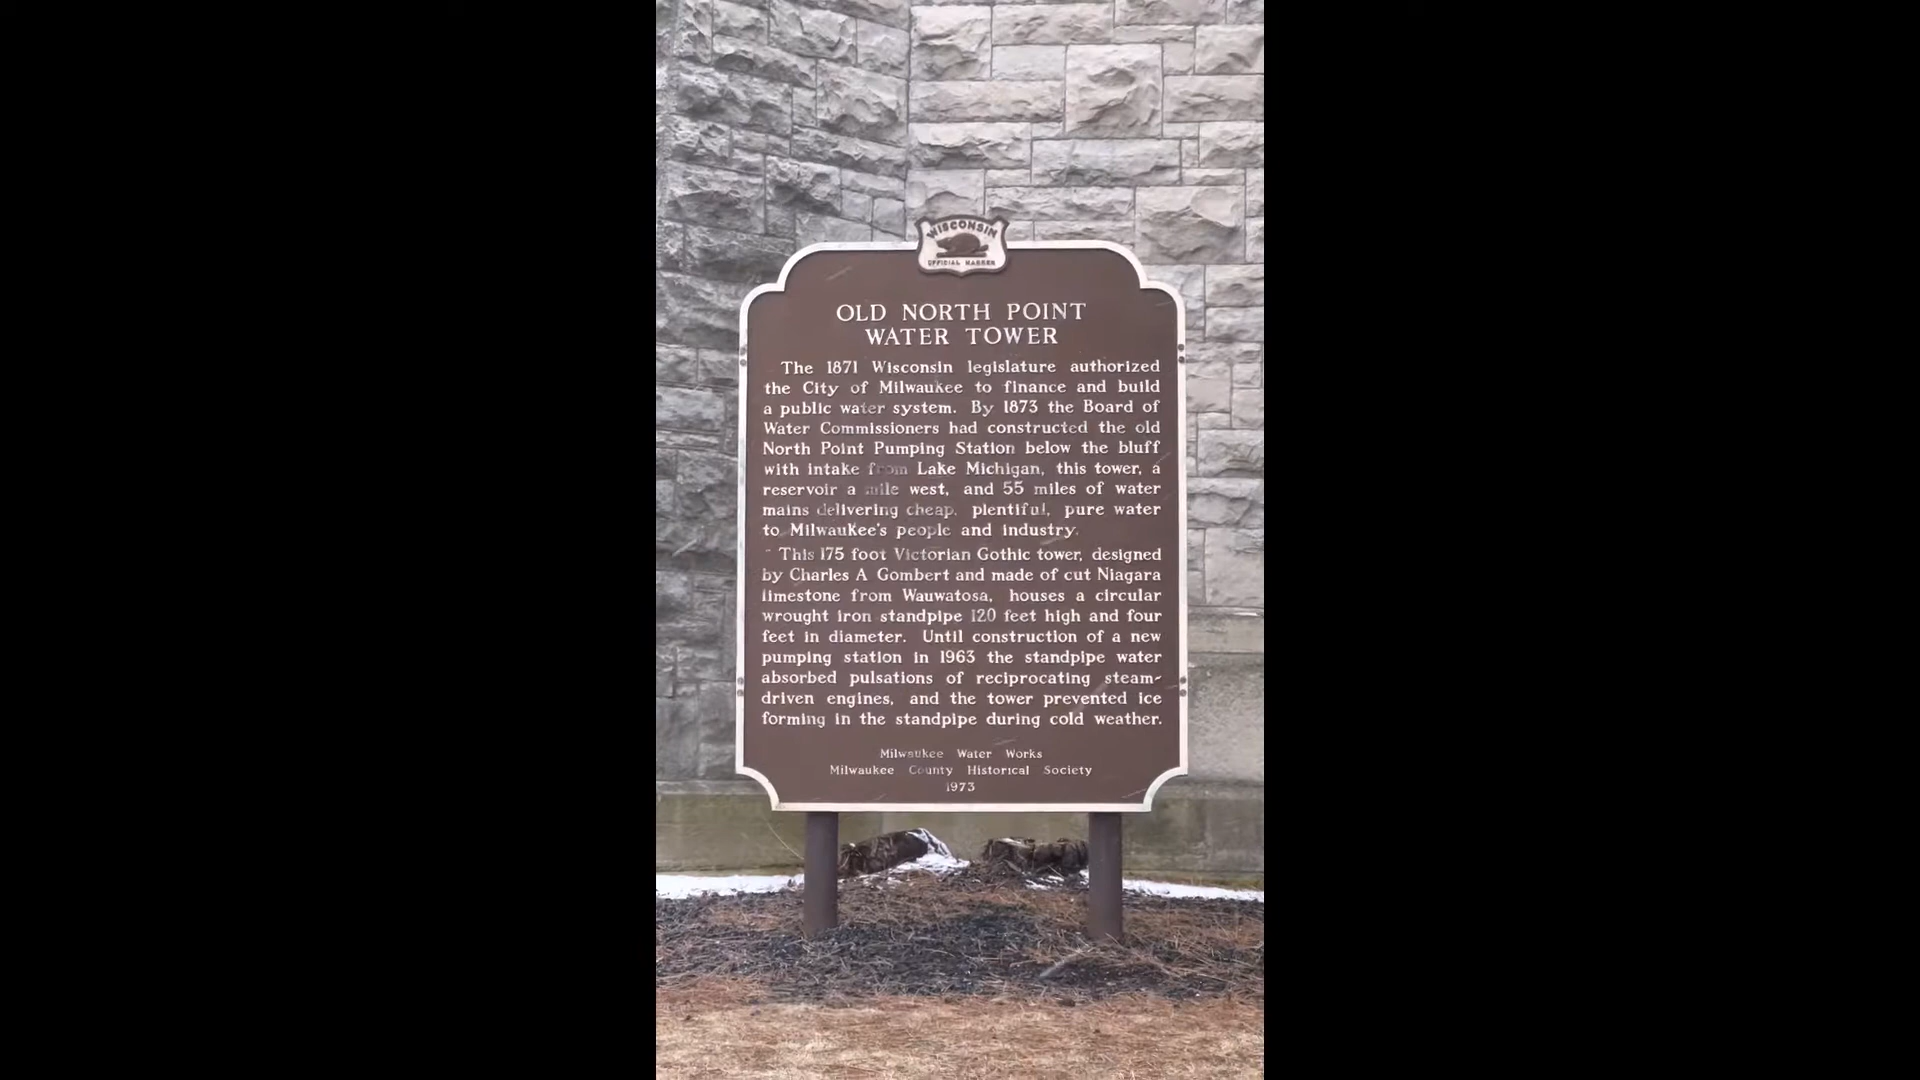 WISCONSIN
OFFICIAL MARKER
OLD NORTH POINT
WATER TOWER
The 1871 Wisconsin legislature authorized
the City of Milwaukee to finance and build
a public water system. By 1873 the Board of
Water Commissioners had constructed the old
North Point Pumping Station below the bluff
with intake from Lake Michigan, this tower, a
reservoir a mile west, and 55 miles of water
mains delivering cheap, plentiful, pure water
to Milwaukee's people and industry.
This 175 foot Victorian Gothic tower, designed
by Charles A Gombert and made of cut Niagara
limestone from Wauwatosa, houses a circular
wrought iron standpipe 120 feet high and four
feet in diameter. Until construction of a new
pumping station in 1963 the standpipe water
absorbed pulsations of reciprocating steam-
driven engines, and the tower prevented ice
forming in the standpipe during cold weather.
Milwaukee Water Works
Milwaukee County Historical Society
1973